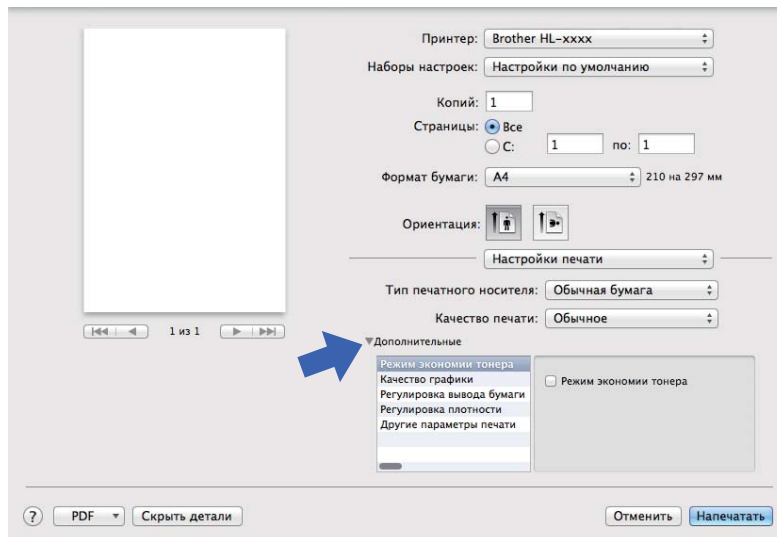 Принтер: Brother HL-xxxx
Наборы настроек: Настройки по умолчанию
Копий: 1
Страницы: Все
С: 1 по: 1
Формат бумаги: A4 210 на 297 мм
Ориентация:
Настройки печати
Тип печатного носителя: Обычная бумага
Качество печати: Обычное
1 из 1
Дополнительные
Режим экономии тонера
Качество графики
Регулировка вывода бумаги
Регулировка плотности
Другие параметры печати
Режим экономии тонера
? PDF Скрыть детали Отменить Напечатать